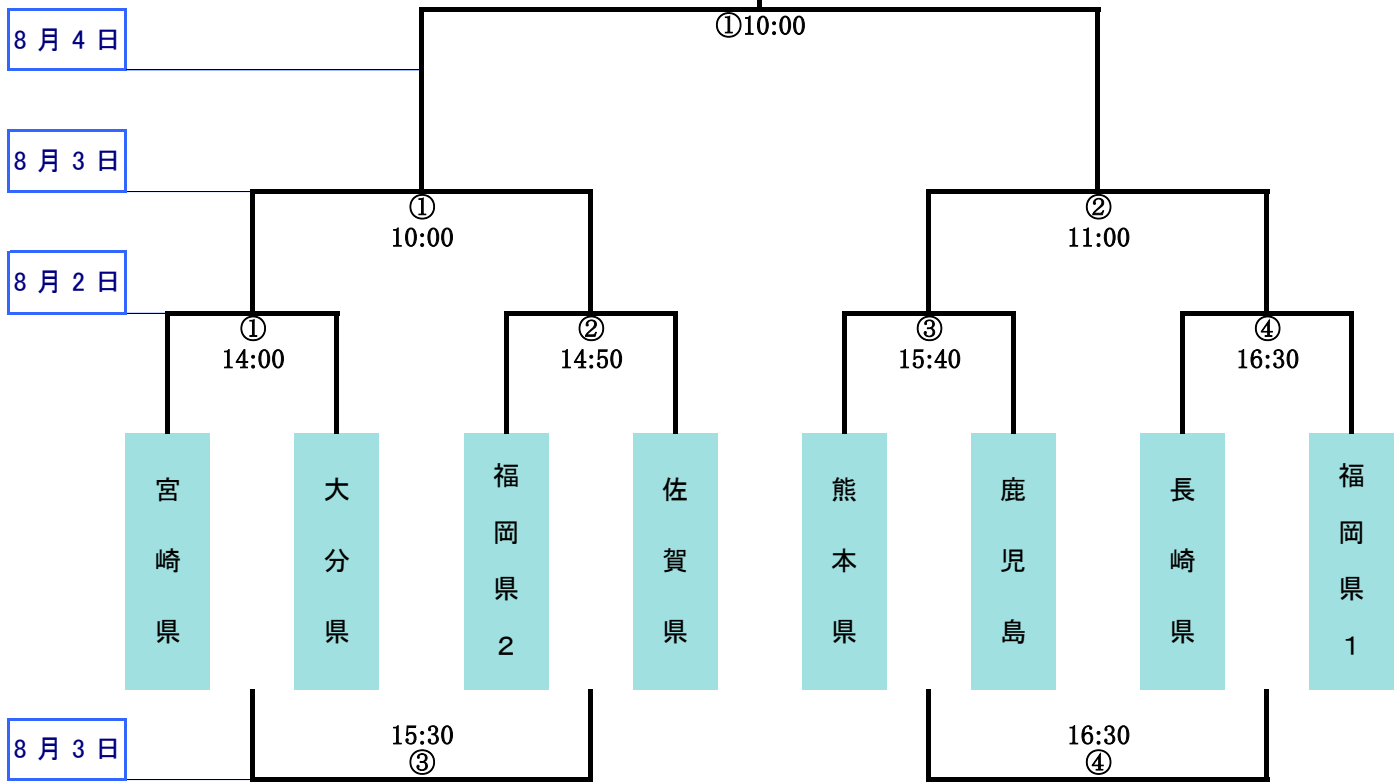 ①10:00
8月4日
8月3日
①
10:00
②
11:00
8月2日
①
14:00
②
14:50
③
15:40
④
16:30
宮崎県
大分県
福岡県2
佐賀県
熊本県
鹿児島
長崎県
福岡県1
8月3日
15:30
③
16:30
④